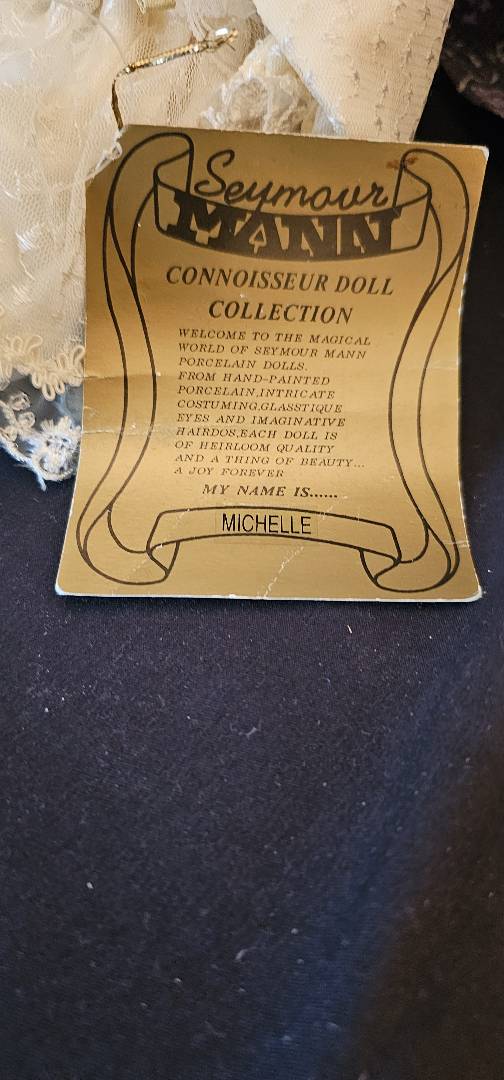 Seymour
MANN
CONNOISSEUR DOLL
COLLECTION
WELCOME TO THE MAGICAL
WORLD OF SEYMOUR MANN
PORCELAIN DOLLS.
FROM HAND-PAINTED
PORCELAIN,INTRICATE
COSTUMING,GLASSTIQUE
EYES AND IMAGINATIVE
HAIRDOS,EACH DOLL IS
OF HEIRLOOM QUALITY
AND A THING OF BEAUTY...
A JOY FOREVER
MY NAME IS......
MICHELLE